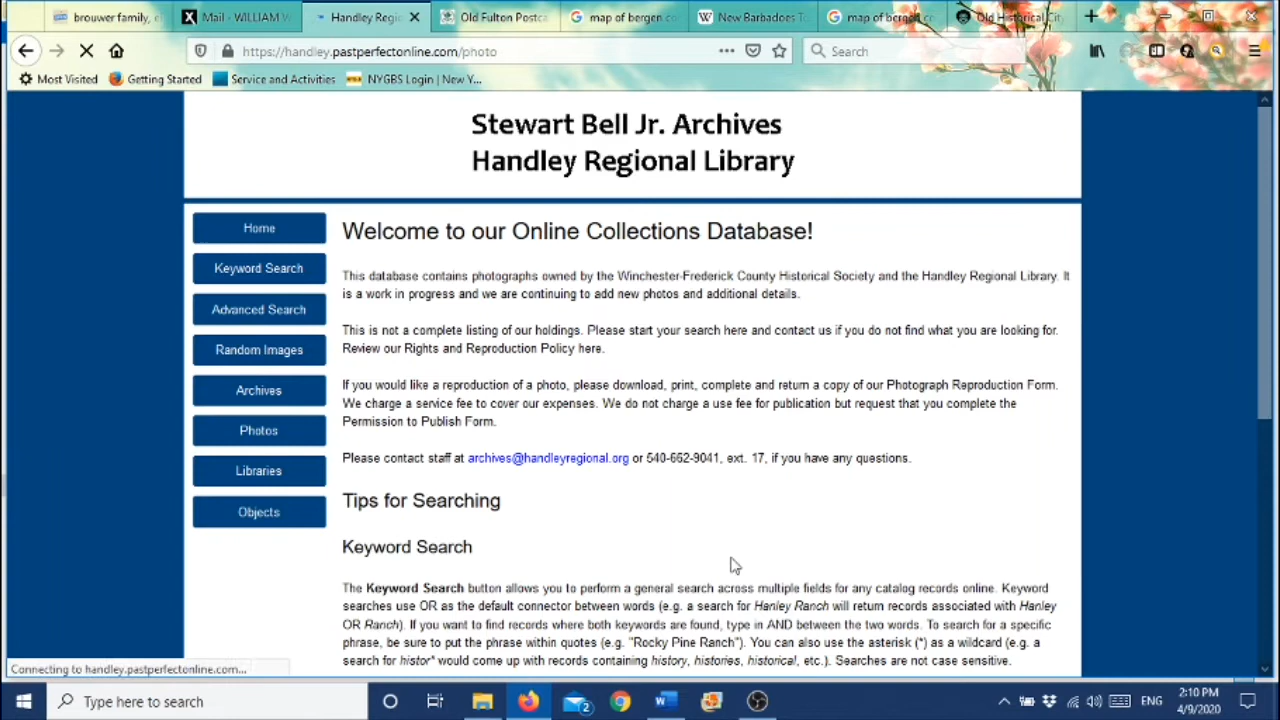 brouwer family,
Mail - WILLIAM W
Handley Regio
Old Fulton Postca
map of bergen co
New Barbadoes To
map of bergen co
Old Historical City
https://handley.pastperfectonline.com/photo
Search
Most Visited
Getting Started
Service and Activities
NYGBS Login | New Y...
Stewart Bell Jr. Archives
Handley Regional Library
Home
Keyword Search
Advanced Search
Random Images
Archives
Photos
Libraries
Objects
Welcome to our Online Collections Database!
This database contains photographs owned by the Winchester-Frederick County Historical Society and the Handley Regional Library. It
is a work in progress and we are continuing to add new photos and additional details.
This is not a complete listing of our holdings. Please start your search here and contact us if you do not find what you are looking for.
Review our Rights and Reproduction Policy here.
If you would like a reproduction of a photo, please download, print, complete and return a copy of our Photograph Reproduction Form.
We charge a service fee to cover our expenses. We do not charge a use fee for publication but request that you complete the
Permission to Publish Form.
Please contact staff at archives@handleyregional.org or 540-662-9041, ext. 17, if you have any questions.
Tips for Searching
Keyword Search
The Keyword Search button allows you to perform a general search across multiple fields for any catalog records online. Keyword
searches use OR as the default connector between words (e.g. a search for Hanley Ranch will return records associated with Hanley
OR Ranch). If you want to find records where both keywords are found, type in AND between the two words. To search for a specific
phrase, be sure to put the phrase within quotes (e.g. "Rocky Pine Ranch"). You can also use the asterisk (*) as a wildcard (e.g. a
search for histor* would come up with records containing history, histories, historical, etc.). Searches are not case sensitive.
Connecting to handley.pastperfectonline.com...
Type here to search
2
ENG
2:10 PM
4/9/2020